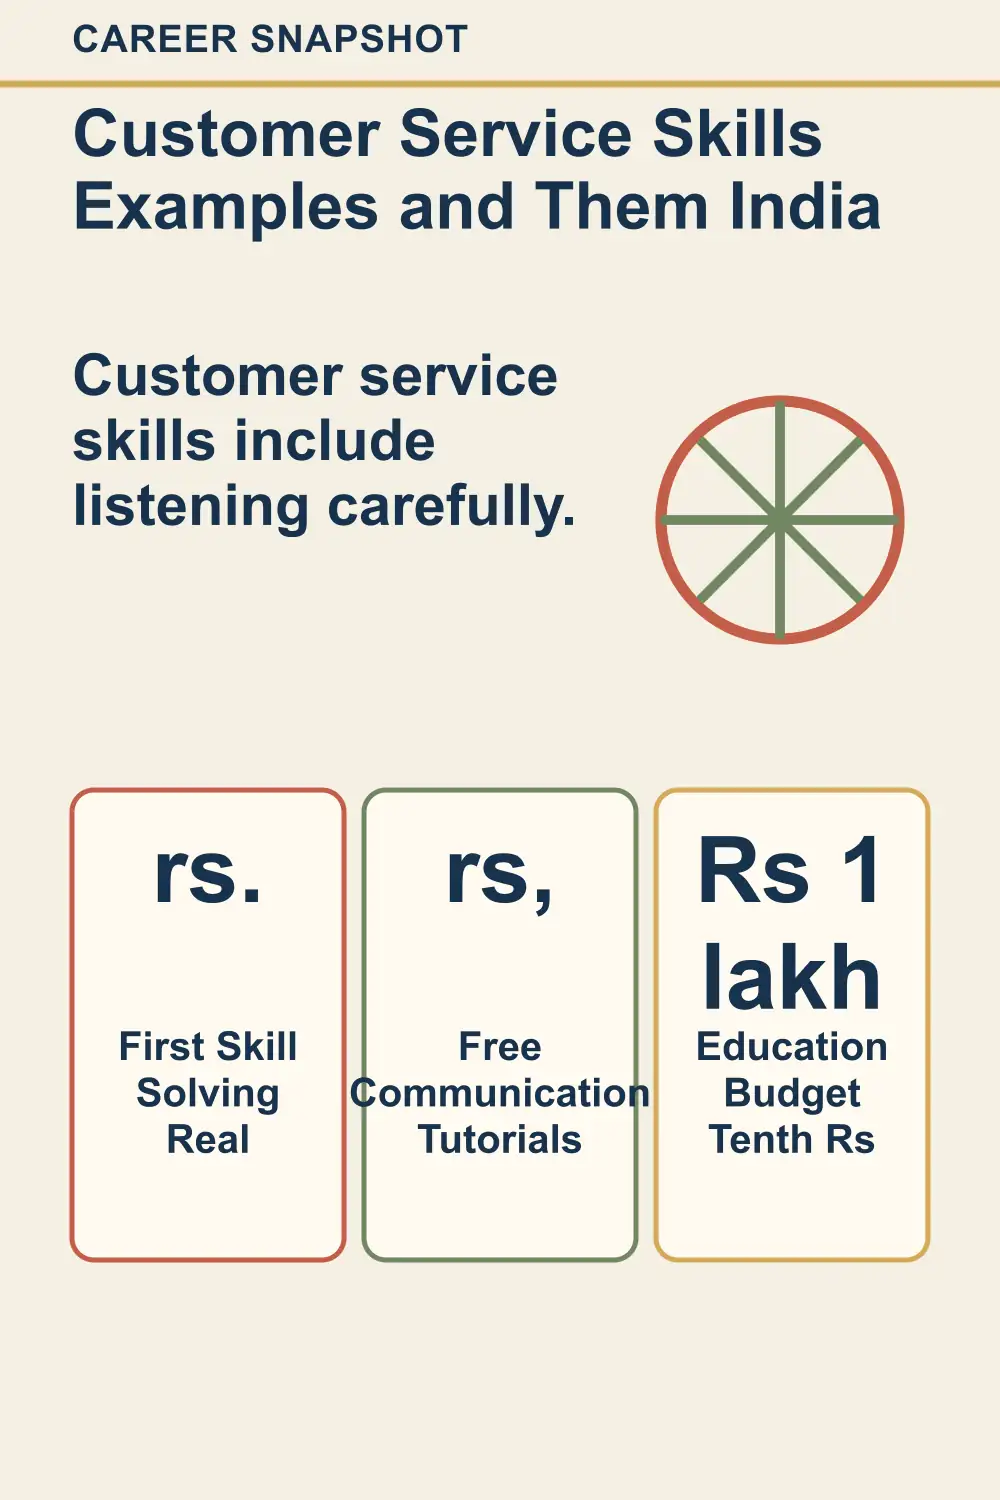 CAREER SNAPSHOT
Customer Service Skills
Examples and Them India
Customer service
skills include
listening carefully.
rs.
First Skill
Solving
Real
rs,
Free
Communication
Tutorials
Rs 1
lakh
Education
Budget
Tenth Rs